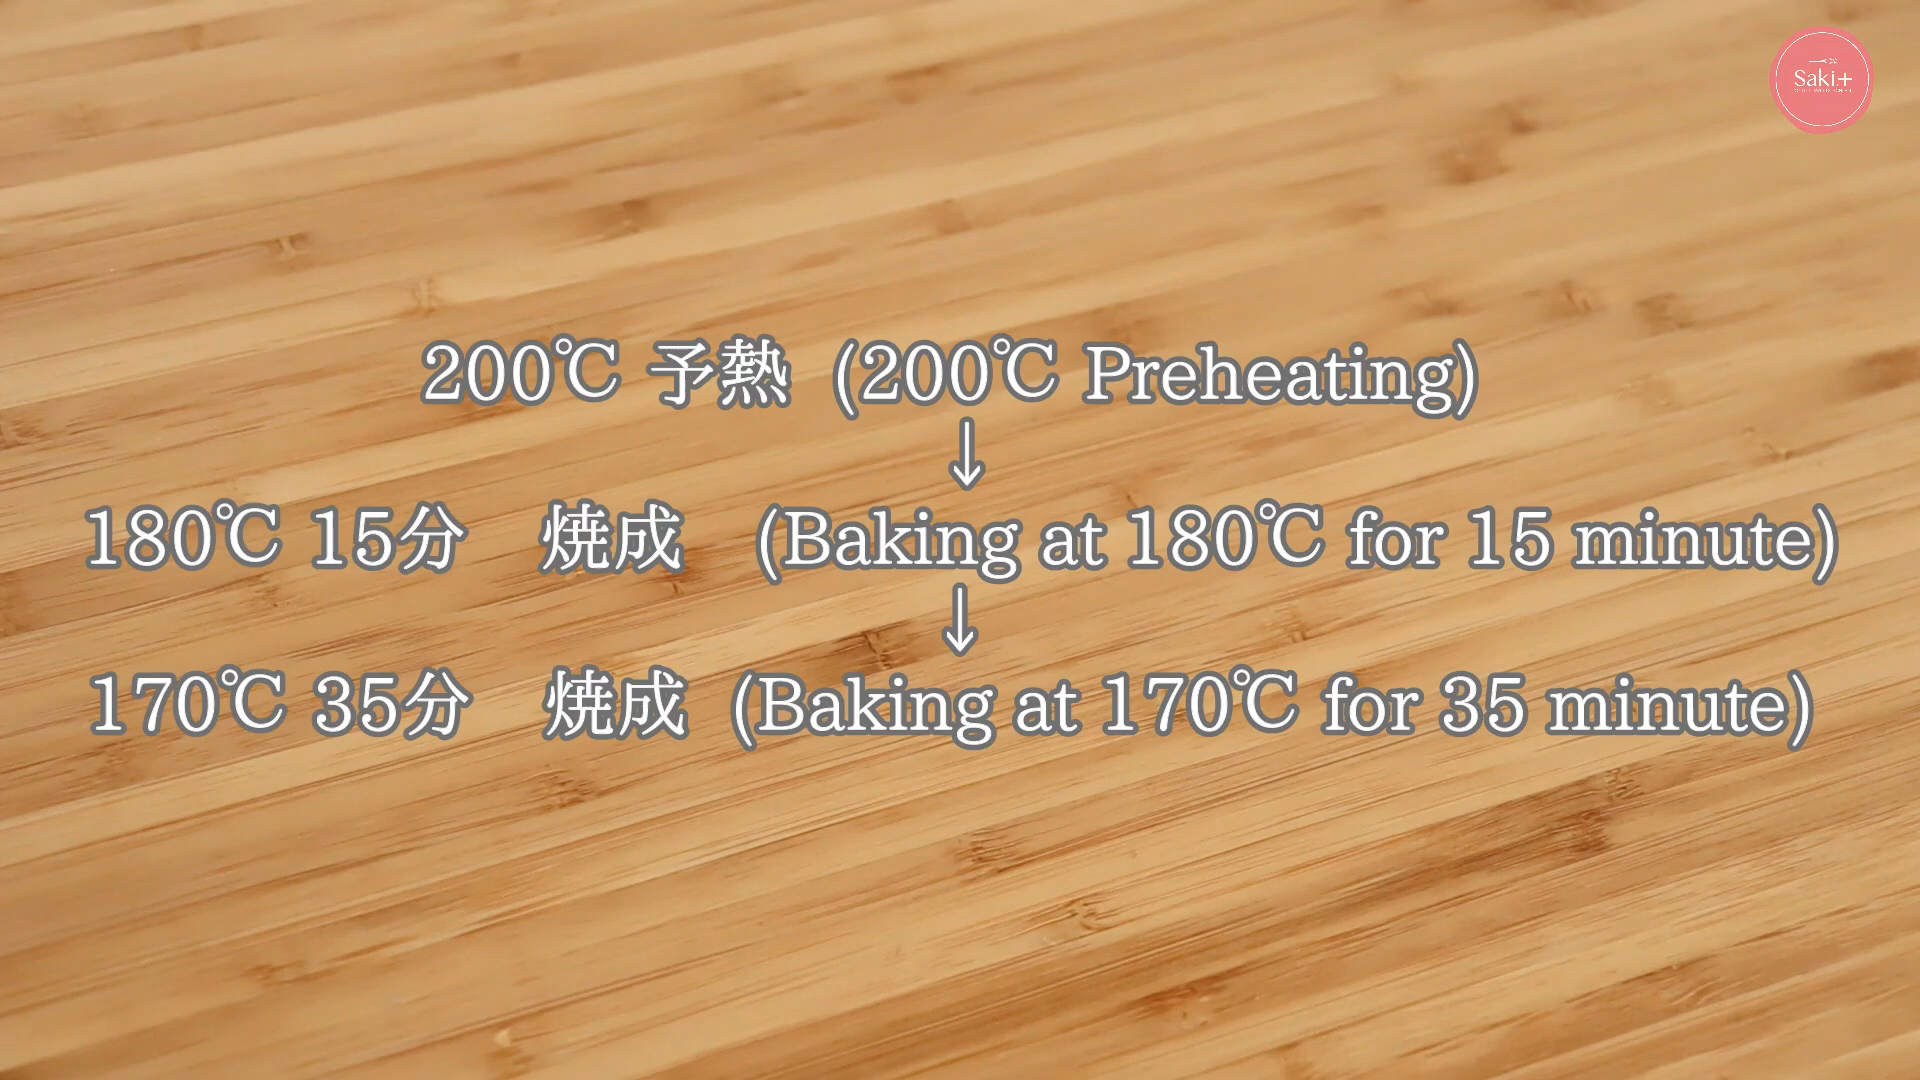 Saki.+
200℃ 予熱 (200℃ Preheating)
↓
180℃ 15分 焼成 (Baking at 180℃ for 15 minute)
↓
170℃ 35分 焼成 (Baking at 170℃ for 35 minute)